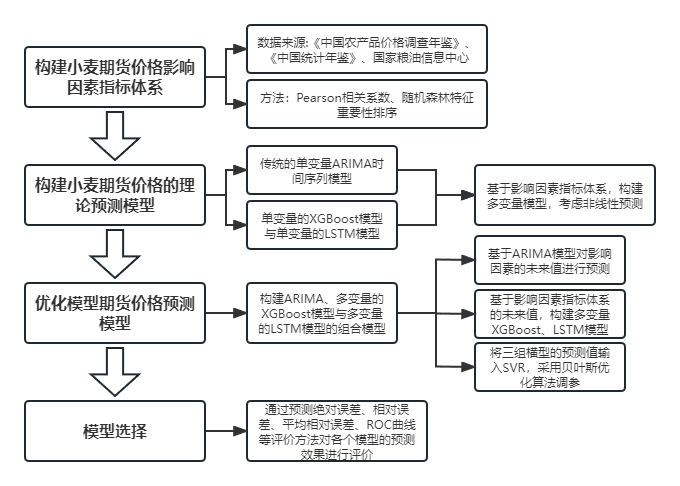 构建小麦期货价格影响
因素指标体系
数据来源:《中国农产品价格调查年鉴》、
《中国统计年鉴》、国家粮油信息中心
方法：Pearson相关系数、随机森林特征
重要性排序
构建小麦期货价格的理
论预测模型
传统的单变量ARIMA时
间序列模型
单变量的XGBoost模型
与单变量的LSTM模型
基于影响因素指标体系，构建
多变量模型，考虑非线性预测
优化模型期货价格预测
模型
构建ARIMA、多变量的
XGBoost模型与多变量
的LSTM模型的组合模型
基于ARIMA模型对影响
因素的未来值进行预测
基于影响因素指标体系
的未来值，构建多变量
XGBoost、LSTM模型
将三组模型的预测值输
入SVR，采用贝叶斯优
化算法调参
模型选择
通过预测绝对误差、相对误
差、平均相对误差、ROC曲线
等评价方法对各个模型的预测
效果进行评价